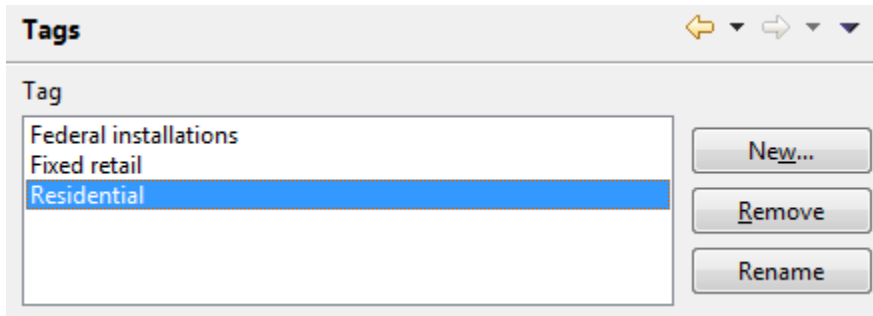 Tags
Tag
Federal installations
Fixed retail
Residential
New...
Remove
Rename